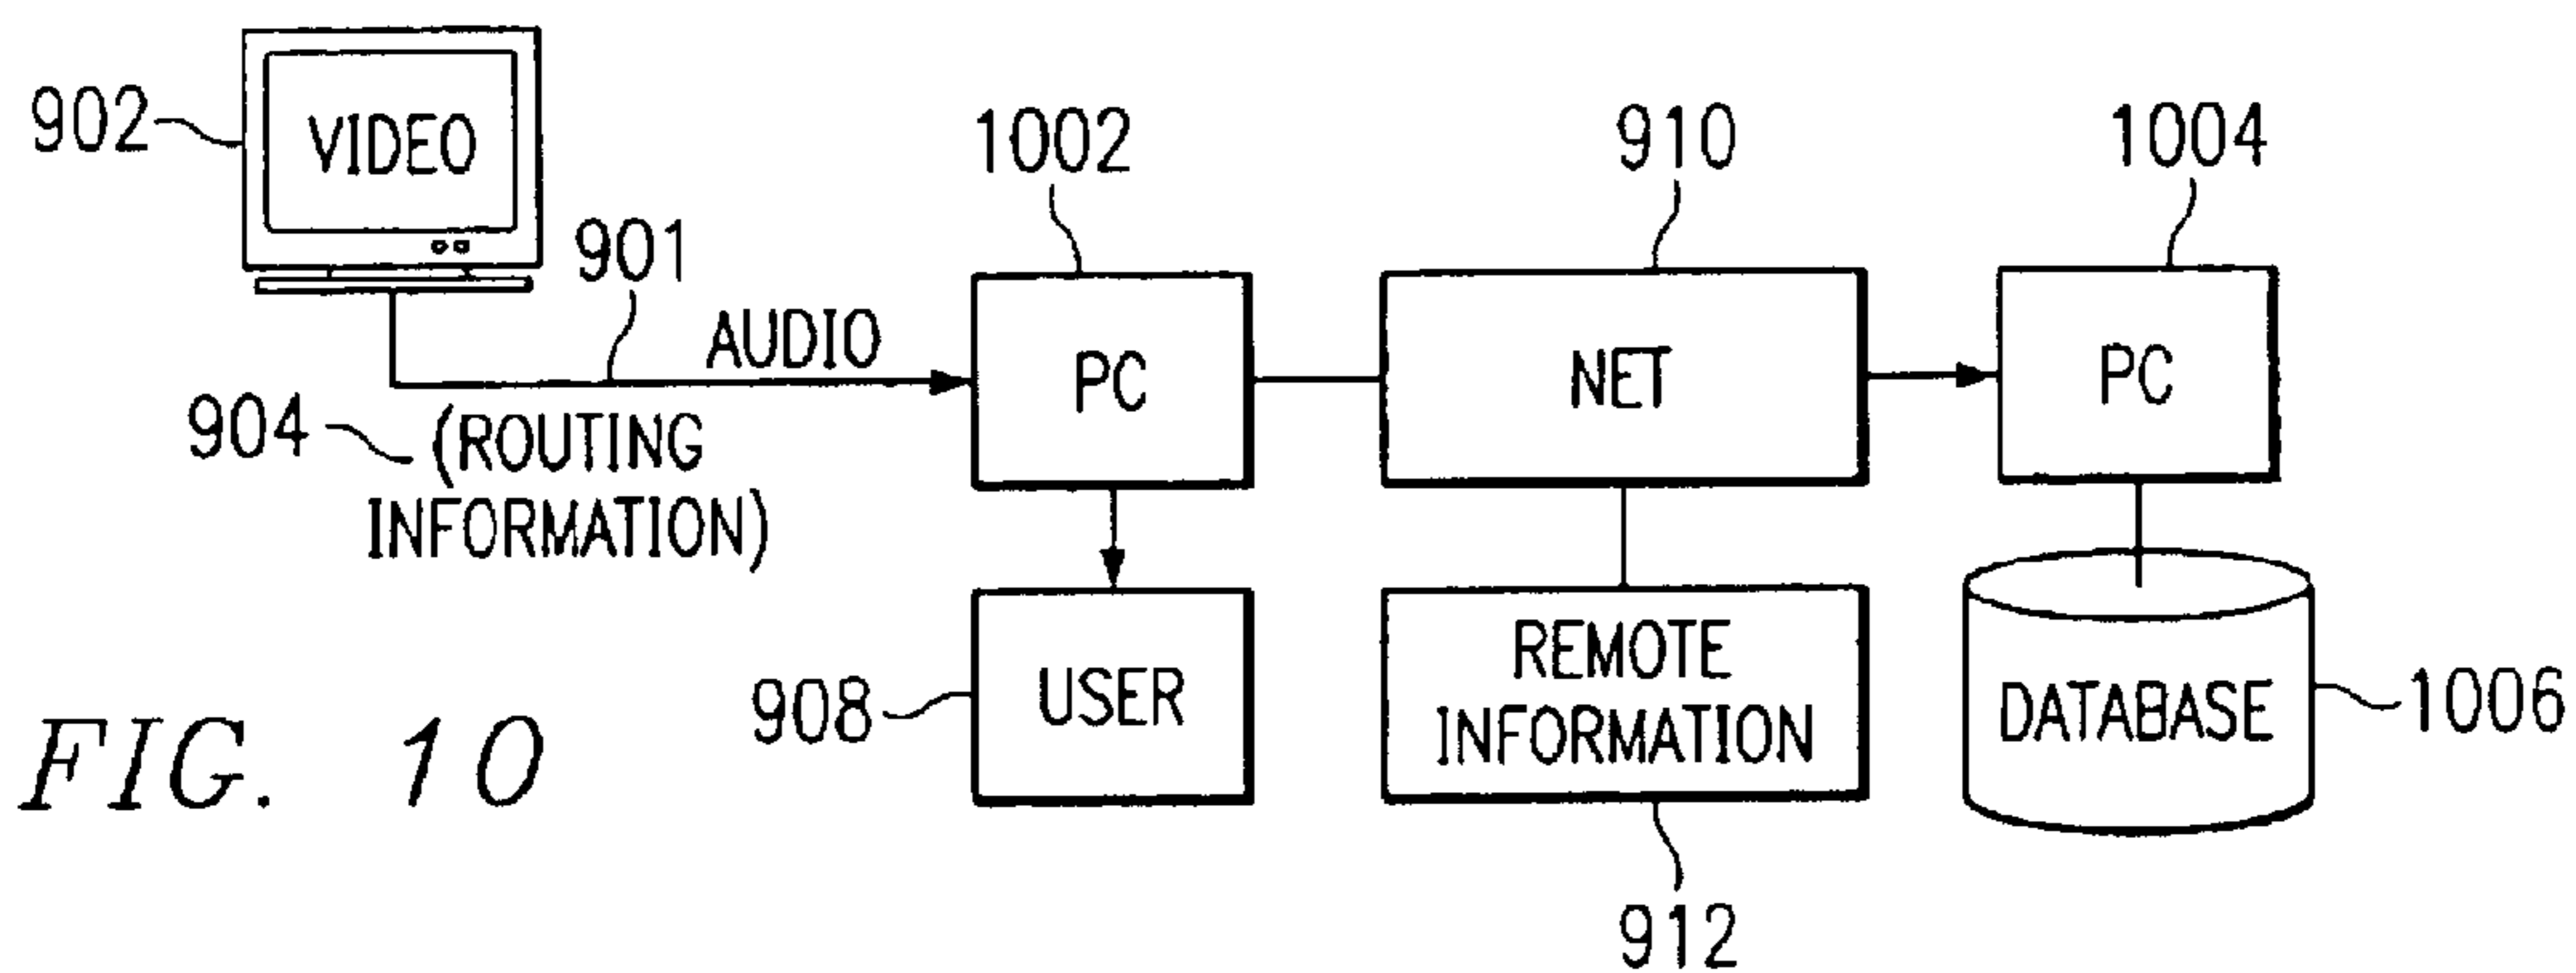 902
VIDEO
901
AUDIO
904
(ROUTING
INFORMATION)
1002
PC
910
NET
1004
PC
908
USER
REMOTE
INFORMATION
912
DATABASE
1006
FIG. 10